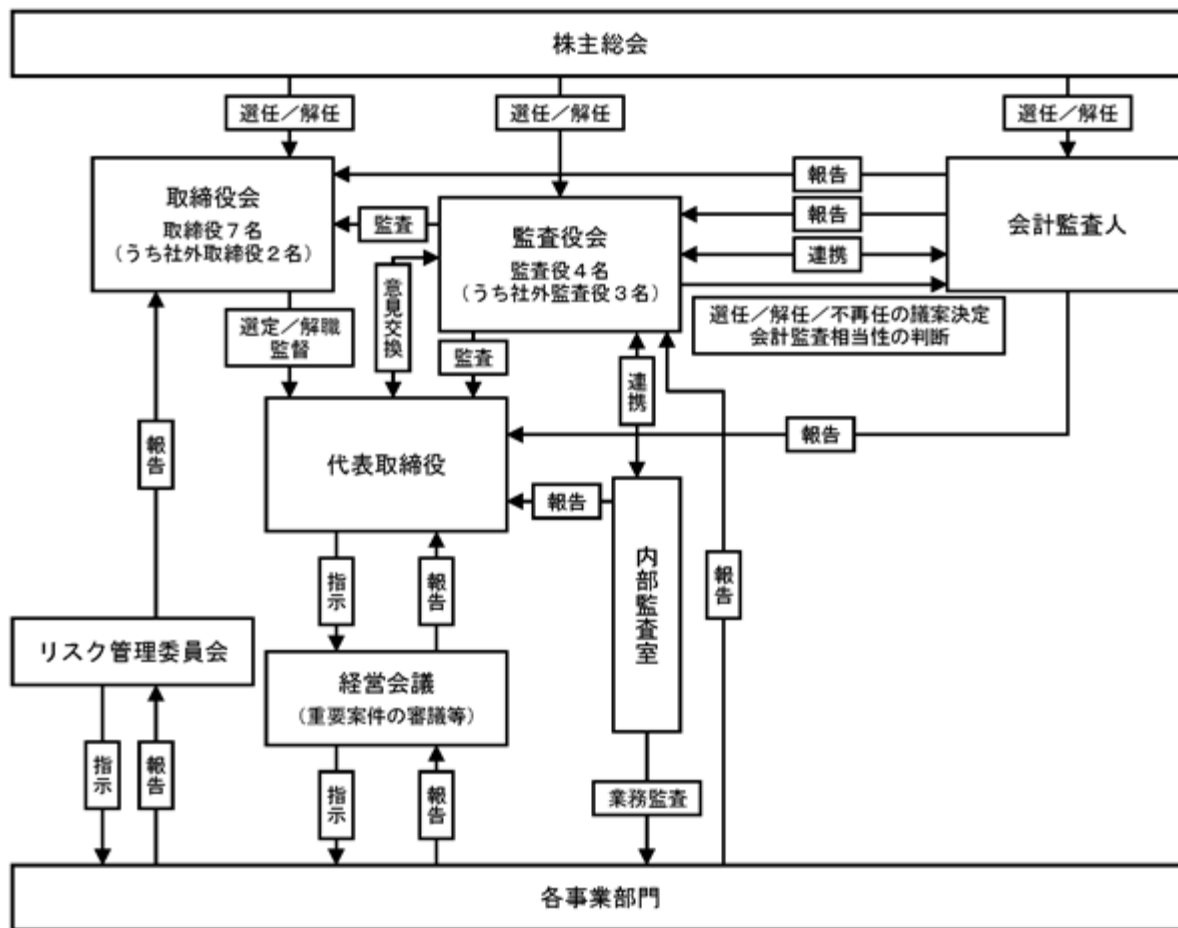 株主総会
選任／解任
選任／解任
選任／解任
取締役会
取締役７名
（うち社外取締役２名）
監査
監査役会
監査役４名
（うち社外監査役３名）
報告
報告
連携
会計監査人
選任／解任／不再任の議案決定
会計監査相当性の判断
選定／解職
監督
意見交換
監査
連携
報告
報告
代表取締役
報告
内部監査室
報告
指示
報告
リスク管理委員会
経営会議
（重要案件の審議等）
指示
報告
指示
報告
業務監査
各事業部門